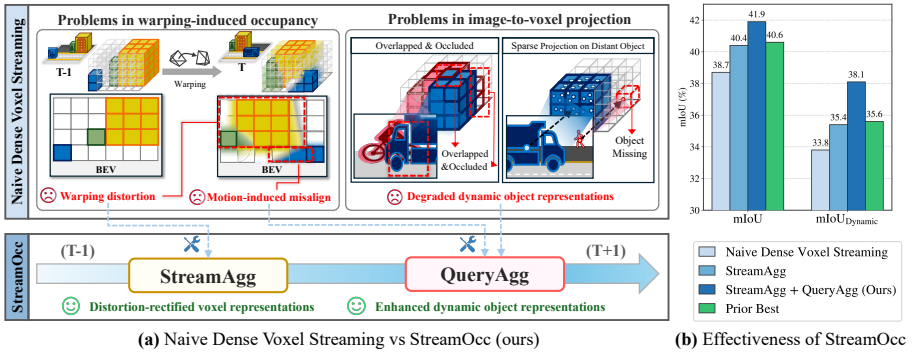 Naive Dense Voxel Streaming
Problems in warping-induced occupancy
T-1
Warping
T
BEV
BEV
Warping distortion
Motion-induced misalign
Problems in image-to-voxel projection
Overlapped & Occluded
Sparse Projection on Distant Object
Overlapped
&Occluded
Object
Missing
Degraded dynamic object representations
StreamOcc
(T-1)
StreamAgg
QueryAgg
(T+1)
Distortion-rectified voxel representations
Enhanced dynamic object representations
(a) Naive Dense Voxel Streaming vs StreamOcc (ours)
mIoU (%)
42
40
38
36
34
32
30
38.7
40.4
41.9
40.6
33.8
35.4
38.1
35.6
mIoU
mIoU Dynamic
Naive Dense Voxel Streaming
StreamAgg
StreamAgg + QueryAgg (Ours)
Prior Best
(b) Effectiveness of StreamOcc